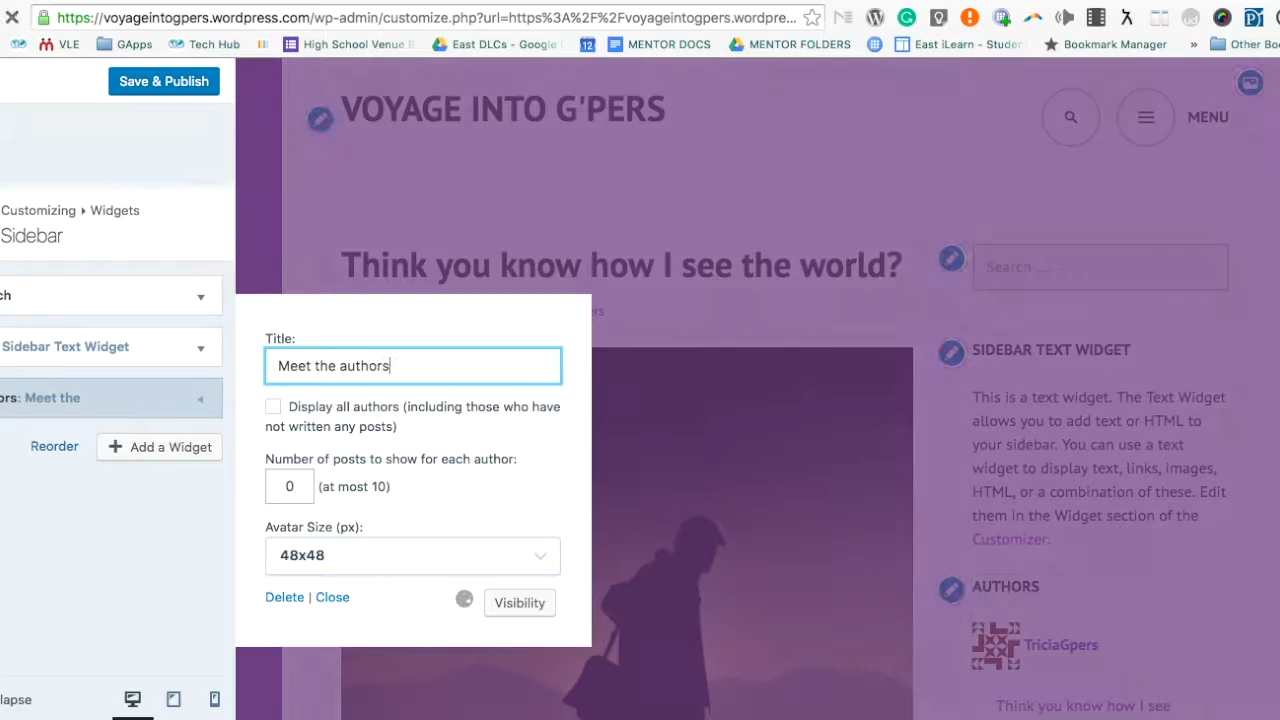 https://voyageintogpers.wordpress.com/wp-admin/customize.php?url=https%3A%2F%2Fvoyageintogpers.wordpre...
VLE GApps Tech Hub High School Venue B East DLCs - Google 12 MENTOR DOCS MENTOR FOLDERS East iLearn - Studen Bookmark Manager » Other Boo
Save & Publish
VOYAGE INTO G'PERS
MENU
Customizing ▸ Widgets
Sidebar
Think you know how I see the world?
Search ...
ch
ers
Title:
Sidebar Text Widget
SIDEBAR TEXT WIDGET
Meet the authors
ors: Meet the
This is a text widget. The Text Widget
allows you to add text or HTML to
your sidebar. You can use a text
widget to display text, links, images,
HTML, or a combination of these. Edit
them in the Widget section of the
Customizer.
Display all authors (including those who have
not written any posts)
Reorder
+ Add a Widget
Number of posts to show for each author:
0 (at most 10)
Avatar Size (px):
48x48
Delete | Close
Visibility
AUTHORS
TriciaGpers
Think you know how I see
lapse